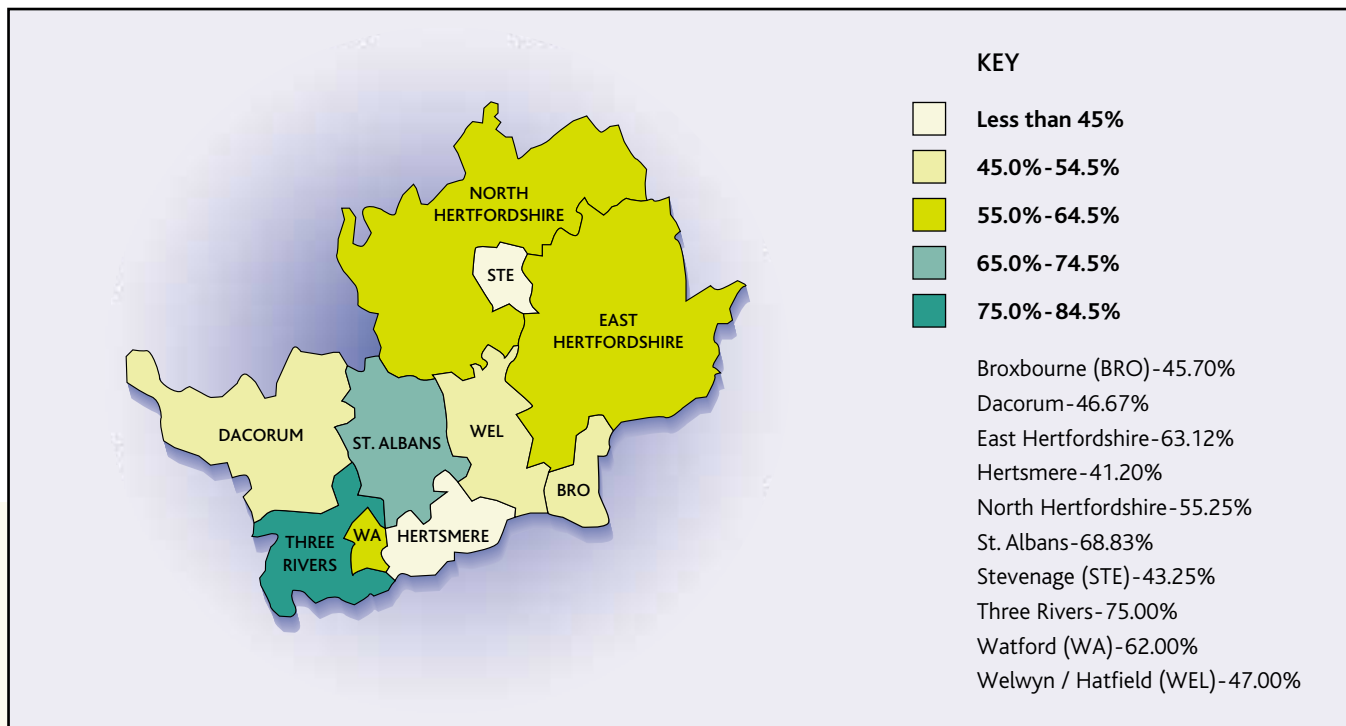 NORTH
HERTFORDSHIRE
STE
EAST
HERTFORDSHIRE
DACORUM
ST. ALBANS
WEL
BRO
THREE
RIVERS
WA
HERTSMERE
KEY
Less than 45%
45.0%-54.5%
55.0%-64.5%
65.0%-74.5%
75.0%-84.5%
Broxbourne (BRO)-45.70%
Dacorum-46.67%
East Hertfordshire-63.12%
Hertsmere-41.20%
North Hertfordshire-55.25%
St. Albans-68.83%
Stevenage (STE)-43.25%
Three Rivers-75.00%
Watford (WA)-62.00%
Welwyn / Hatfield (WEL)-47.00%